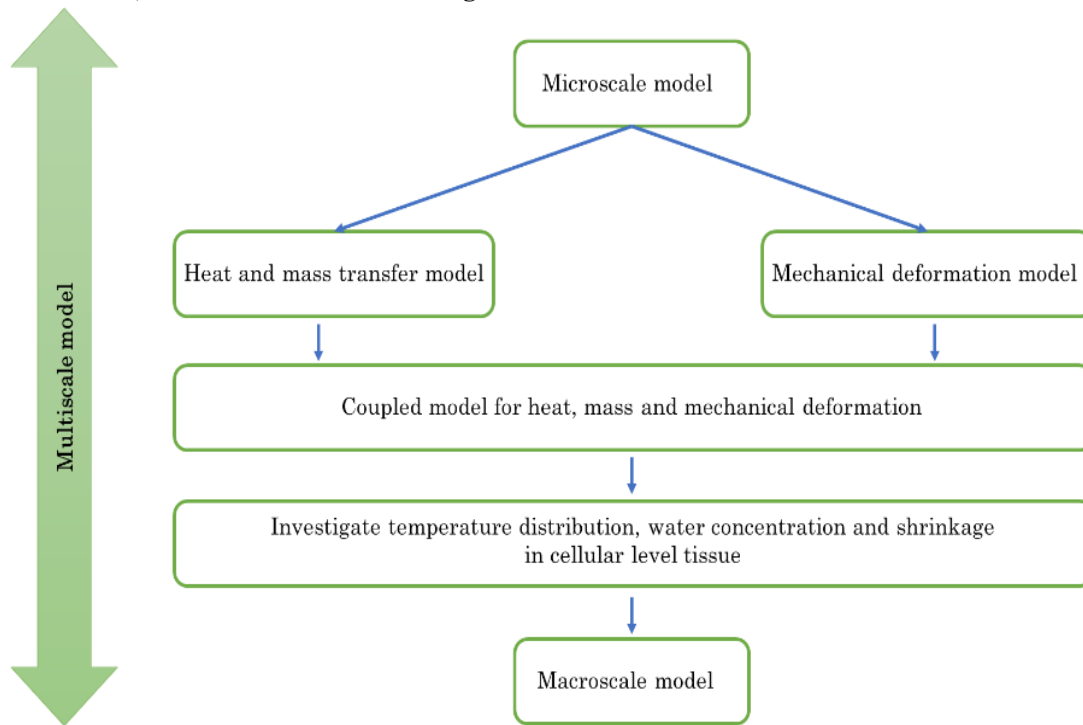 Microscale model
Heat and mass transfer model
Mechanical deformation model
Multiscale model
Coupled model for heat, mass and mechanical deformation
Investigate temperature distribution, water concentration and shrinkage
in cellular level tissue
Macroscale model